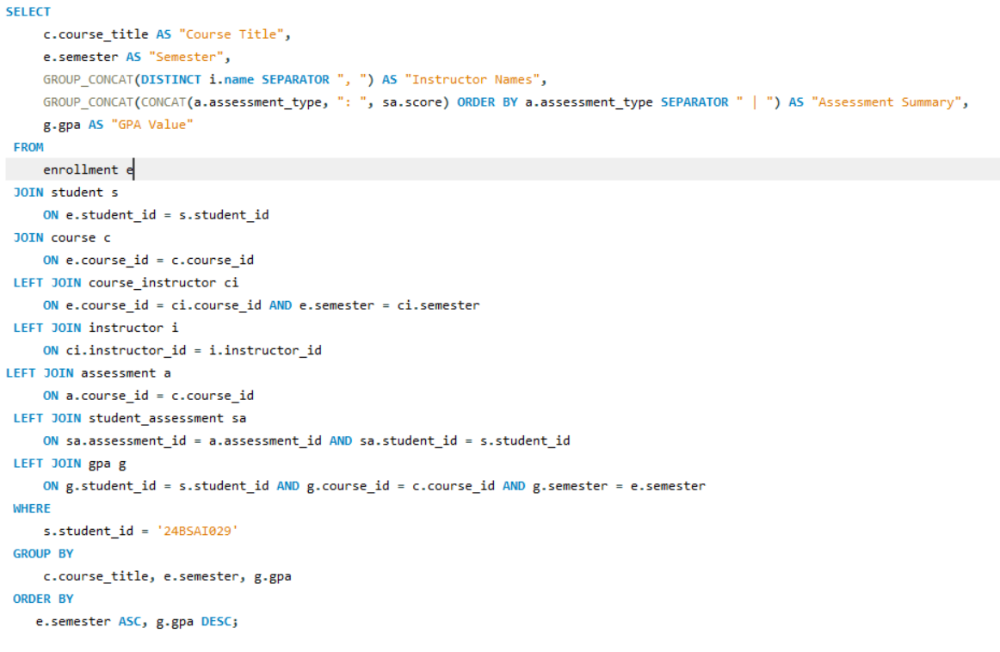 SELECT
c.course_title AS "Course Title",
e.semester AS "Semester",
GROUP_CONCAT(DISTINCT i.name SEPARATOR ", ") AS "Instructor Names",
GROUP_CONCAT(CONCAT(a.assessment_type, ": ", sa.score) ORDER BY a.assessment_type SEPARATOR " | ") AS "Assessment Summary",
g.gpa AS "GPA Value"
FROM
enrollment e
JOIN student s
ON e.student_id = s.student_id
JOIN course c
ON e.course_id = c.course_id
LEFT JOIN course_instructor ci
ON e.course_id = ci.course_id AND e.semester = ci.semester
LEFT JOIN instructor i
ON ci.instructor_id = i.instructor_id
LEFT JOIN assessment a
ON a.course_id = c.course_id
LEFT JOIN student_assessment sa
ON sa.assessment_id = a.assessment_id AND sa.student_id = s.student_id
LEFT JOIN gpa g
ON g.student_id = s.student_id AND g.course_id = c.course_id AND g.semester = e.semester
WHERE
s.student_id = '24BSAI029'
GROUP BY
c.course_title, e.semester, g.gpa
ORDER BY
e.semester ASC, g.gpa DESC;